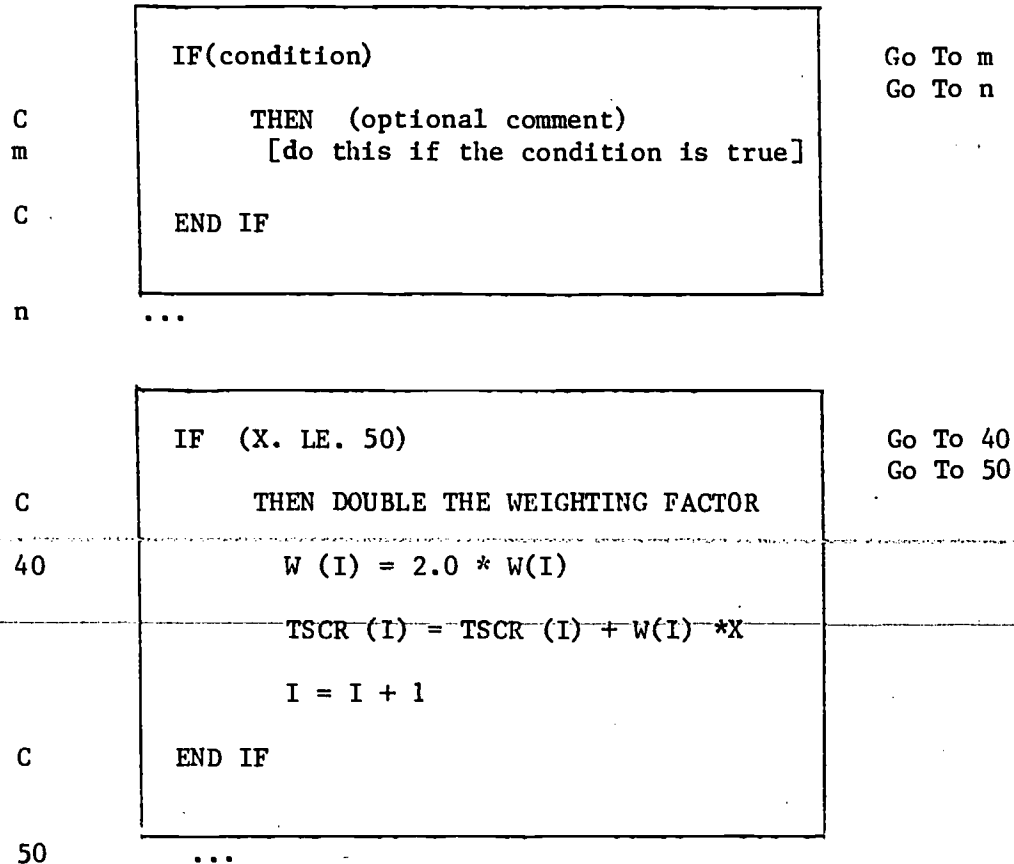 IF(condition) Go To m
Go To n
C THEN (optional comment)
m [do this if the condition is true]
C END IF
n ...
IF (X. LE. 50) Go To 40
Go To 50
C THEN DOUBLE THE WEIGHTING FACTOR
40 W (I) = 2.0 * W(I)
TSCR (I) = TSCR (I) + W(I) *X
I = I + 1
C END IF
50 ...